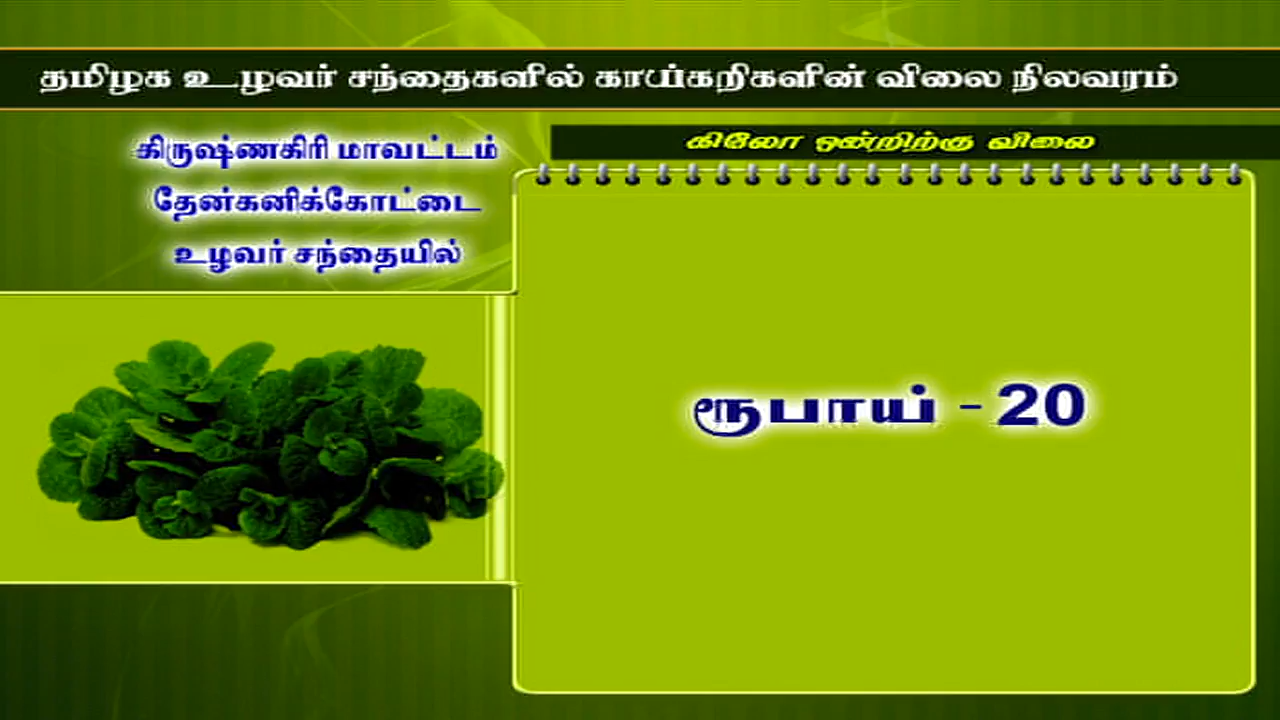 தமிழக உழவர் சந்தைகளில் காய்கறிகளின் விலை நிலவரம்
கிருஷ்ணகிரி மாவட்டம்
தேன்கனிக்கோட்டை
உழவர் சந்தையில்
கிலோ ஒன்றிற்கு விலை
ரூபாய் - 20